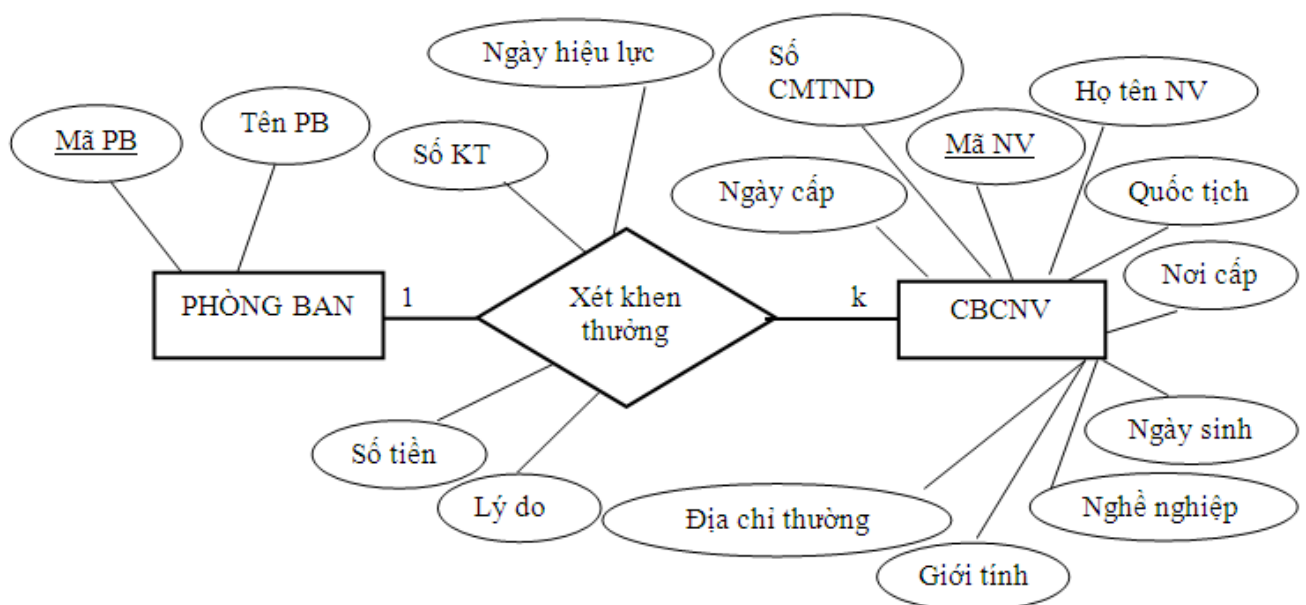 Ngày hiệu lực
Số
CMTND
Họ tên NV
Mã PB
Tên PB
Số KT
Mã NV
Ngày cấp
Quốc tịch
Nơi cấp
PHÒNG BAN
1
Xét khen
thưởng
k
CBCNV
Số tiền
Lý do
Địa chỉ thường
Giới tính
Ngày sinh
Nghề nghiệp